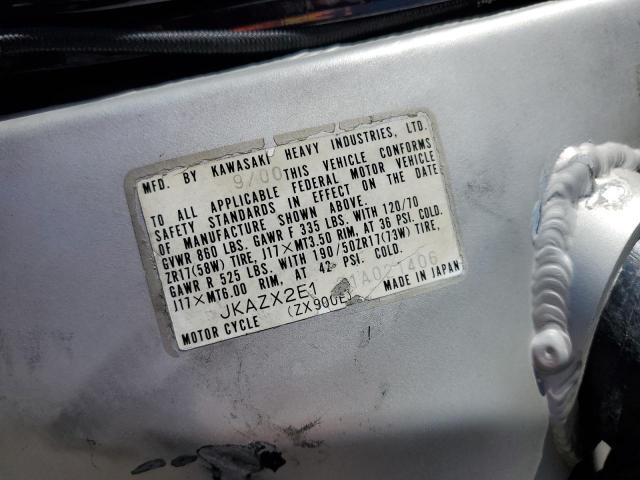 MFD. BY KAWASAKI HEAVY INDUSTRIES, LTD.
9/00 THIS VEHICLE CONFORMS
TO ALL APPLICABLE FEDERAL MOTOR VEHICLE
SAFETY STANDARDS IN EFFECT ON THE DATE
OF MANUFACTURE SHOWN ABOVE.
GVWR 860 LBS. GAWR F 335 LBS. WITH 120/70
ZR17(58W) TIRE, J17×MT3.50 RIM, AT 36 PSI. COLD.
GAWR R 525 LBS. WITH 190/50ZR17(73W) TIRE,
J17×MT6.00 RIM, AT 42 PSI. COLD.
JKAZX2E1 1A021406
MOTOR CYCLE (ZX900E) MADE IN JAPAN